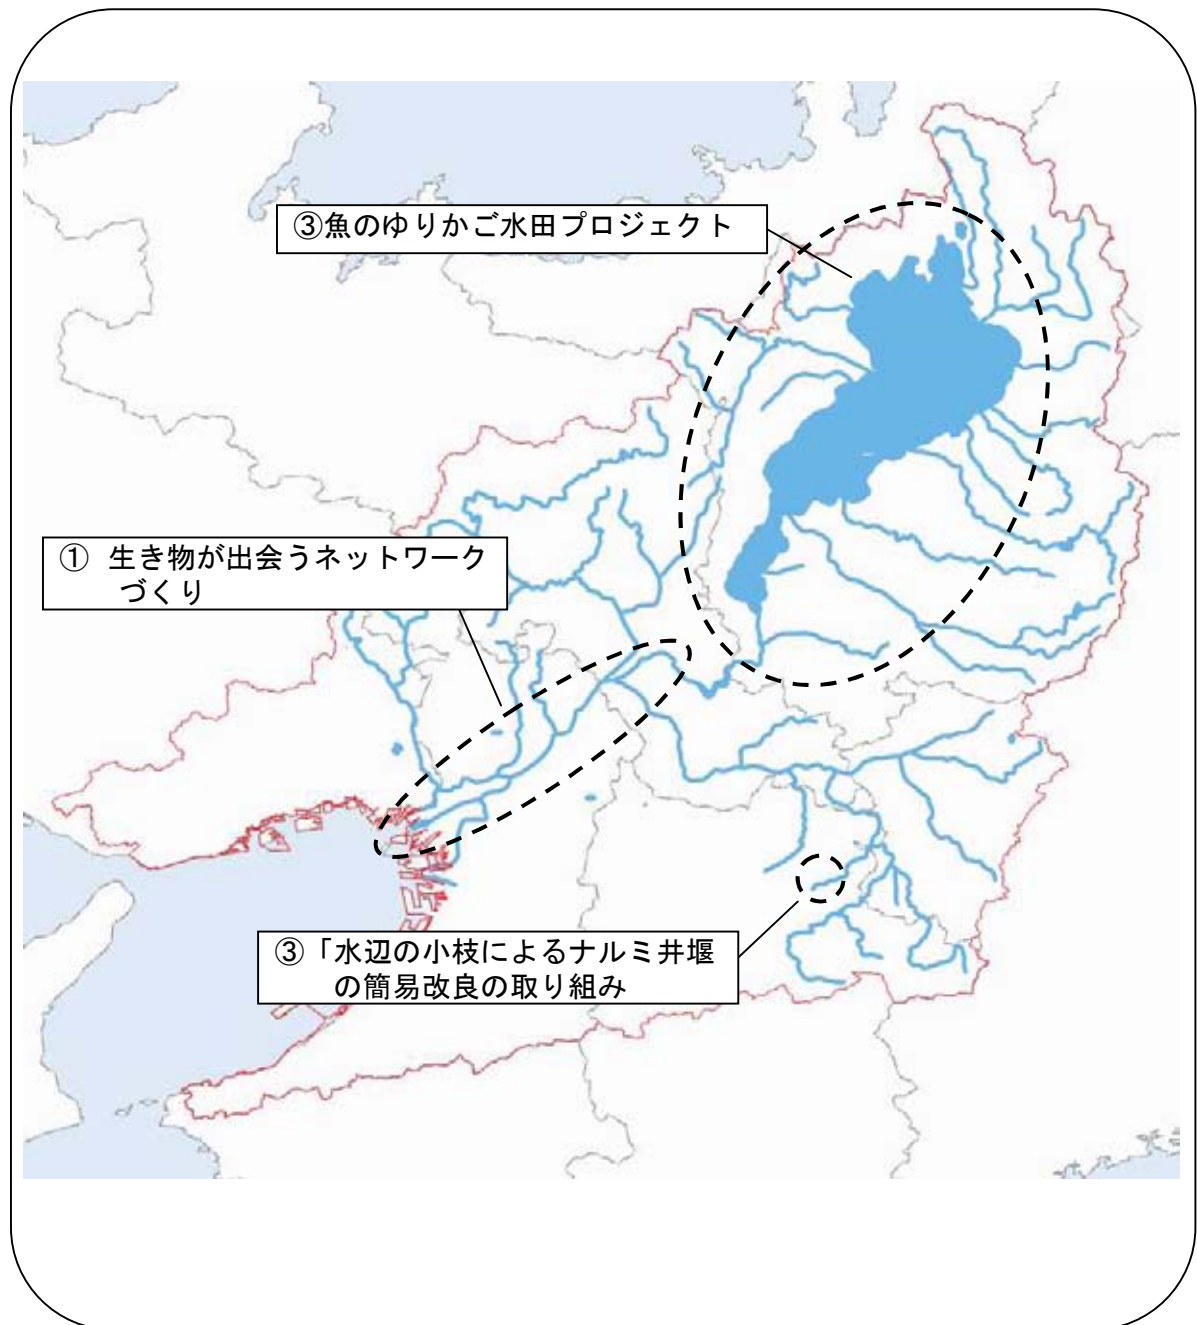 ③魚のゆりかご水田プロジェクト
① 生き物が出会うネットワーク
づくり
③「水辺の小枝によるナルミ井堰
の簡易改良の取り組み